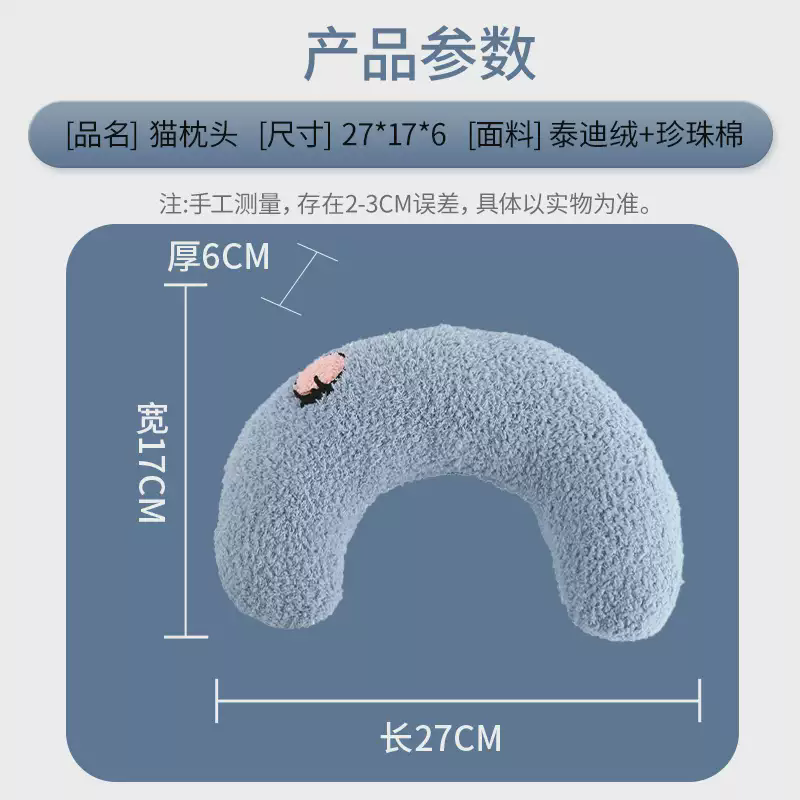 产品参数
[品名] 猫枕头 [尺寸] 27*17*6 [面料] 泰迪绒+珍珠棉
注:手工测量，存在2-3CM误差，具体以实物为准。
厚6CM
宽17CM
长27CM